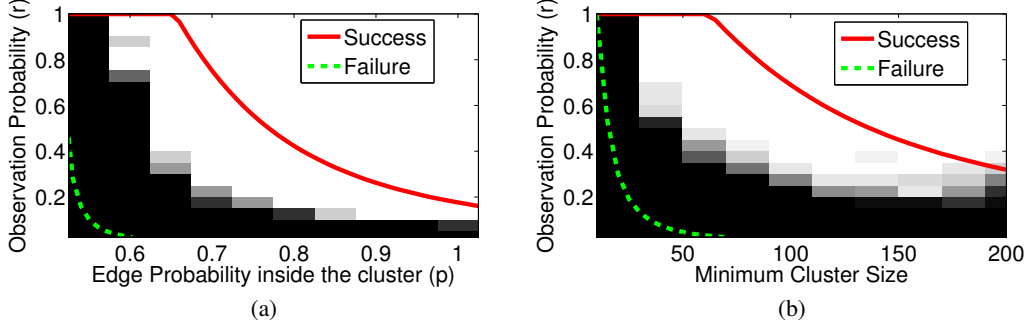 Observation Probability (r)
1
0.8
0.6
0.4
0.2
Success
Failure
0.6 0.7 0.8 0.9 1
Edge Probability inside the cluster (p)
(a)
Observation Probability (r)
1
0.8
0.6
0.4
0.2
Success
Failure
50 100 150 200
Minimum Cluster Size
(b)